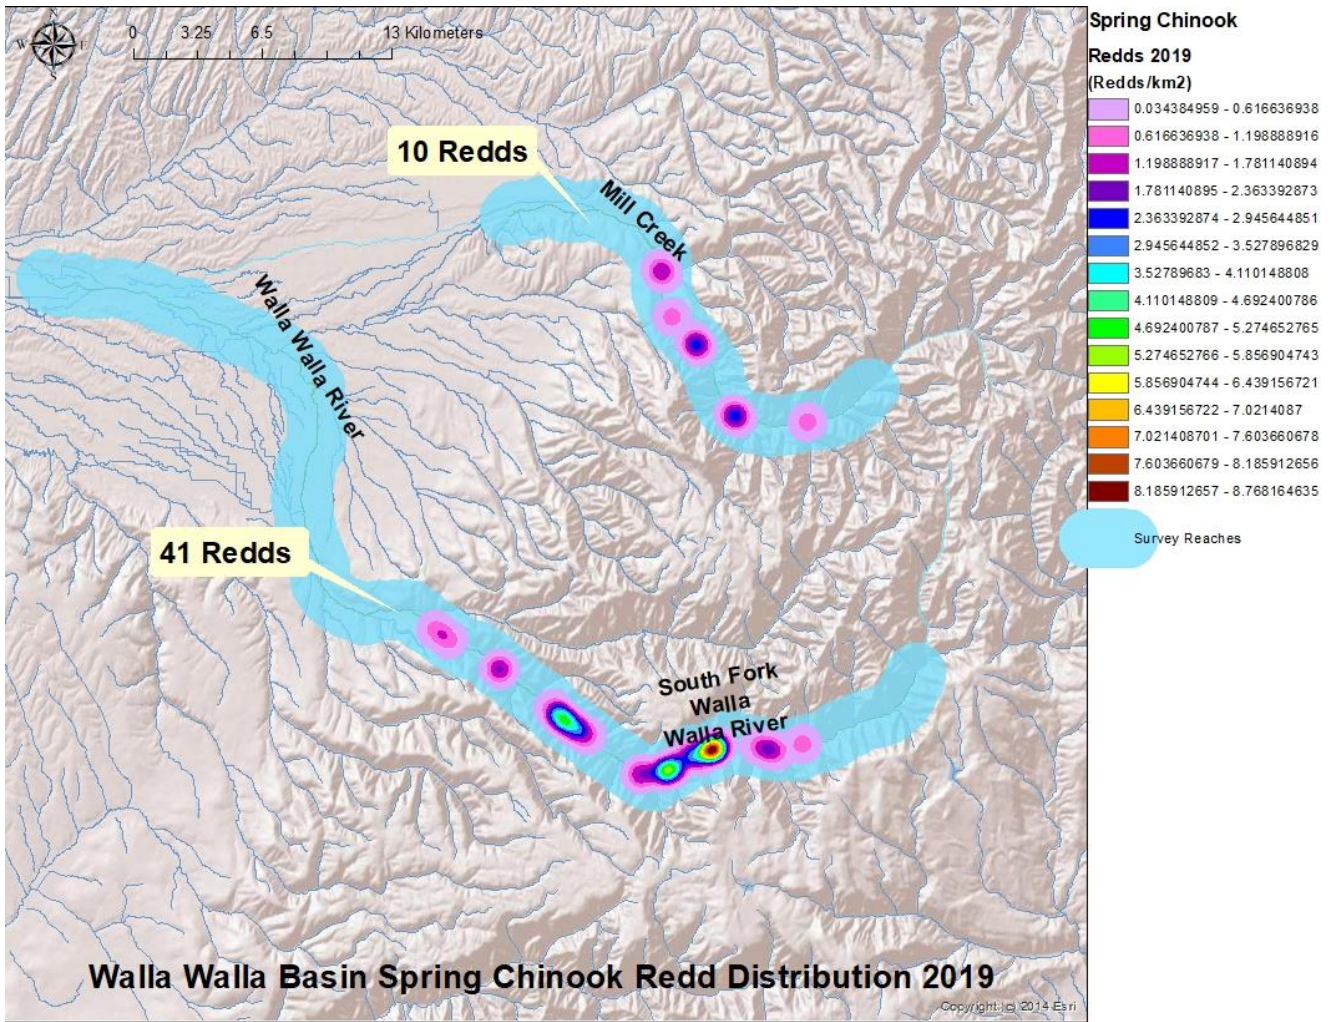 N
W E
S
0 3.25 6.5 13 Kilometers
10 Redds
Mill Creek
Walla Walla River
41 Redds
South Fork
Walla
Walla River
Walla Walla Basin Spring Chinook Redd Distribution 2019
Copyright:(c) 2014 Esri
Spring Chinook
Redds 2019
(Redds/km2)
0.034384959 - 0.616636938
0.616636938 - 1.198888916
1.198888917 - 1.781140894
1.781140895 - 2.363392873
2.363392874 - 2.945644851
2.945644852 - 3.527896829
3.52789683 - 4.110148808
4.110148809 - 4.692400786
4.692400787 - 5.274652765
5.274652766 - 5.856904743
5.856904744 - 6.439156721
6.439156722 - 7.0214087
7.021408701 - 7.603660678
7.603660679 - 8.185912656
8.185912657 - 8.768164635
Survey Reaches